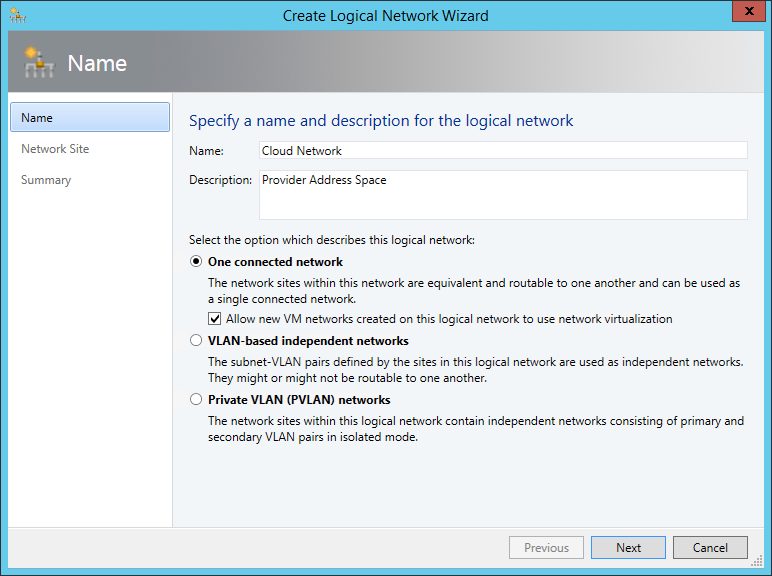 Create Logical Network Wizard
x
Name
Name
Network Site
Summary
Specify a name and description for the logical network
Name: Cloud Network
Description: Provider Address Space
Select the option which describes this logical network:
One connected network
The network sites within this network are equivalent and routable to one another and can be used as
a single connected network.
Allow new VM networks created on this logical network to use network virtualization
VLAN-based independent networks
The subnet-VLAN pairs defined by the sites in this logical network are used as independent networks.
They might or might not be routable to one another.
Private VLAN (PVLAN) networks
The network sites within this logical network contain independent networks consisting of primary and
secondary VLAN pairs in isolated mode.
Previous Next Cancel